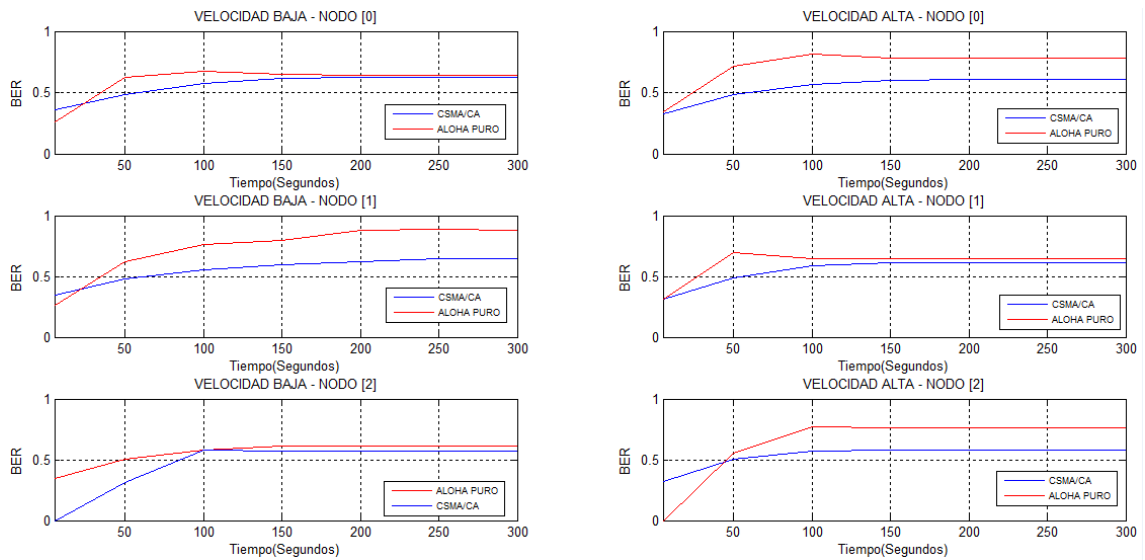 VELOCIDAD BAJA - NODO [0]
1
0.5
0
BER
CSMA/CA
ALOHA PURO
50 100 150 200 250 300
Tiempo(Segundos)
VELOCIDAD ALTA - NODO [0]
1
0.5
0
BER
CSMA/CA
ALOHA PURO
50 100 150 200 250 300
Tiempo(Segundos)
VELOCIDAD BAJA - NODO [1]
1
0.5
0
BER
CSMA/CA
ALOHA PURO
50 100 150 200 250 300
Tiempo(Segundos)
VELOCIDAD ALTA - NODO [1]
1
0.5
0
BER
CSMA/CA
ALOHA PURO
50 100 150 200 250 300
Tiempo(Segundos)
VELOCIDAD BAJA - NODO [2]
1
0.5
0
BER
ALOHA PURO
CSMA/CA
50 100 150 200 250 300
Tiempo(Segundos)
VELOCIDAD ALTA - NODO [2]
1
0.5
0
BER
CSMA/CA
ALOHA PURO
50 100 150 200 250 300
Tiempo(Segundos)